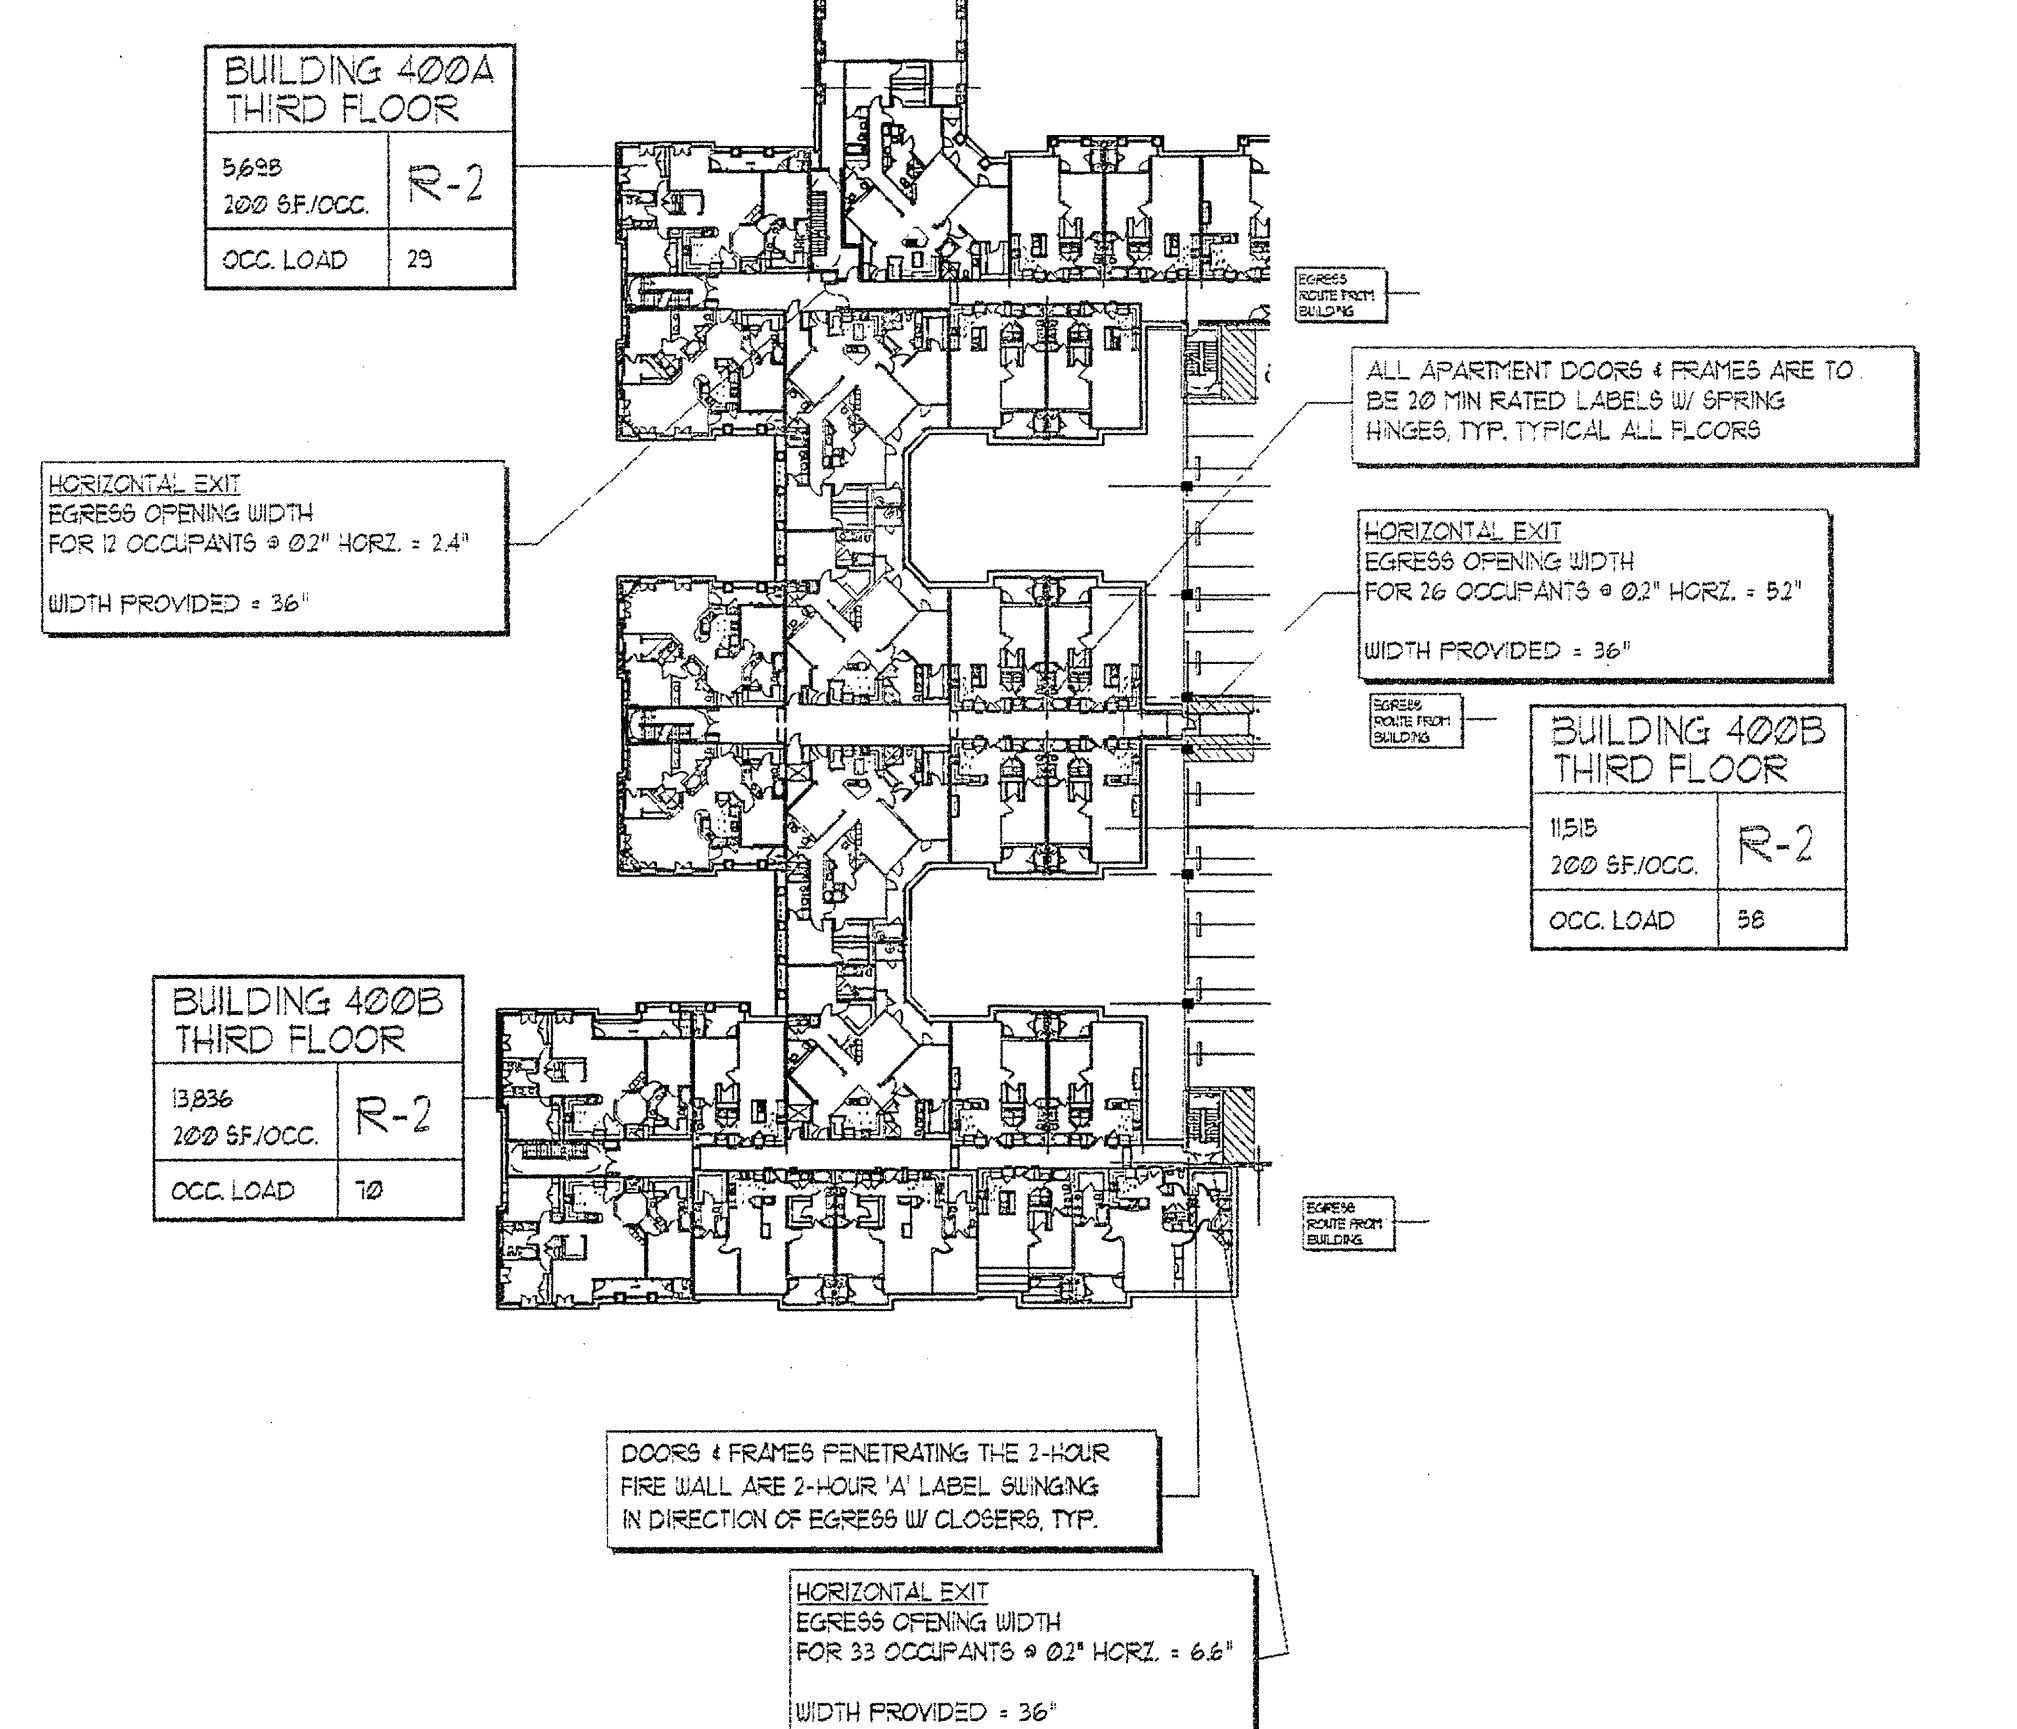 BUILDING 400A
THIRD FLOOR
5,698
200 S.F./OCC.
R-2
OCC. LOAD
29
EGRESS
ROUTE FROM
BUILDING
ALL APARTMENT DOORS & FRAMES ARE TO
BE 20 MIN RATED LABELS W/ SPRING
HINGES, TYP. TYPICAL ALL FLOORS
HORIZONTAL EXIT
EGRESS OPENING WIDTH
FOR 12 OCCUPANTS @ 0.2" HORZ. = 2.4"
WIDTH PROVIDED = 36"
HORIZONTAL EXIT
EGRESS OPENING WIDTH
FOR 26 OCCUPANTS @ 0.2" HORZ. = 5.2"
WIDTH PROVIDED = 36"
EGRESS
ROUTE FROM
BUILDING
BUILDING 400B
THIRD FLOOR
11,515
200 S.F./OCC.
R-2
OCC. LOAD
58
BUILDING 400B
THIRD FLOOR
13,836
200 S.F./OCC.
R-2
OCC. LOAD
70
EGRESS
ROUTE FROM
BUILDING
DOORS & FRAMES PENETRATING THE 2-HOUR
FIRE WALL ARE 2-HOUR 'A' LABEL SWINGING
IN DIRECTION OF EGRESS W/ CLOSERS, TYP.
HORIZONTAL EXIT
EGRESS OPENING WIDTH
FOR 33 OCCUPANTS @ 0.2" HORZ. = 6.6"
WIDTH PROVIDED = 36"